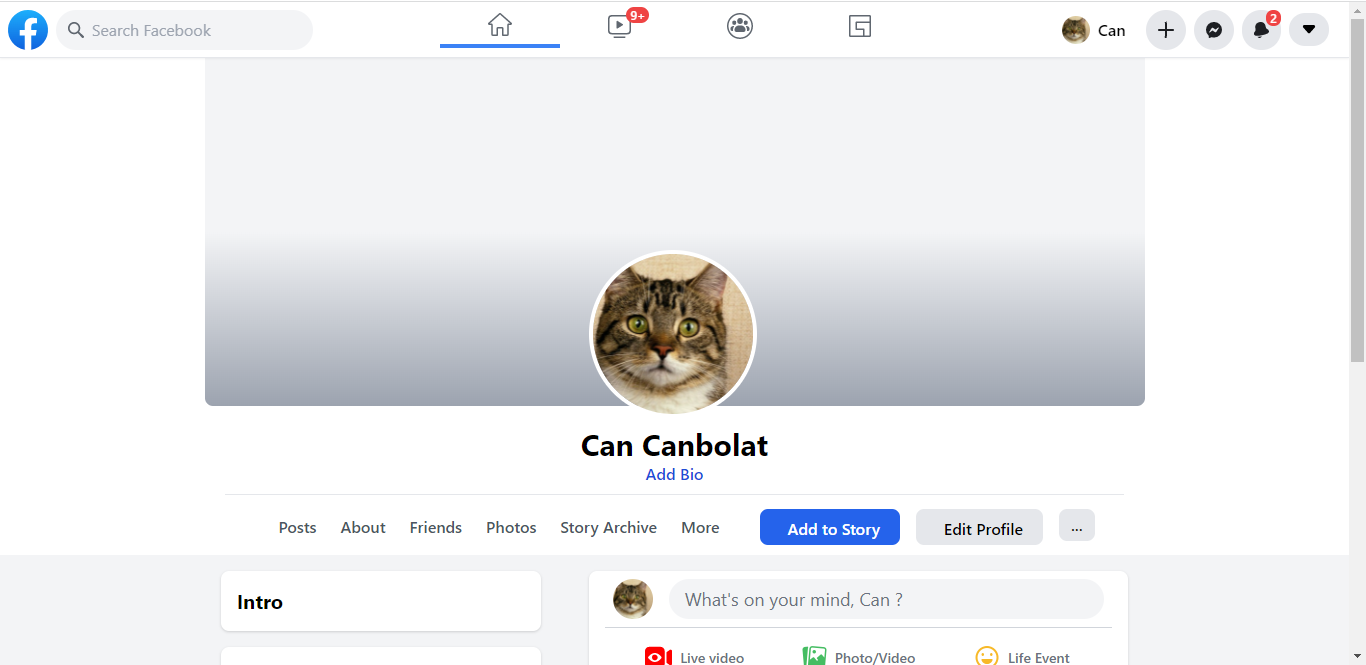 Search Facebook
9+
Can
2
Can Canbolat
Add Bio
Posts About Friends Photos Story Archive More Add to Story Edit Profile ...
Intro
What's on your mind, Can ?
Live video Photo/Video Life Event